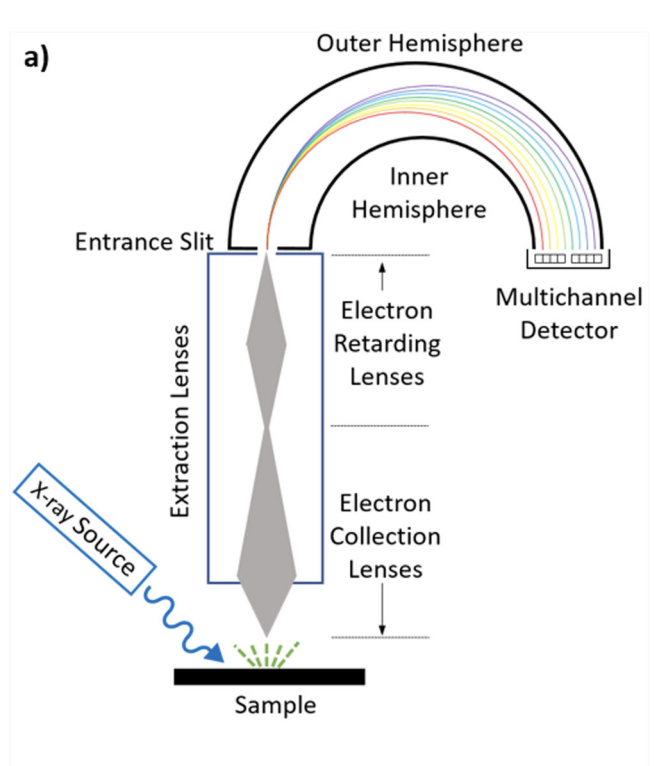 a)
Outer Hemisphere
Inner
Hemisphere
Entrance Slit
Multichannel
Detector
Electron
Retarding
Lenses
Extraction Lenses
X-ray Source
Electron
Collection
Lenses
Sample